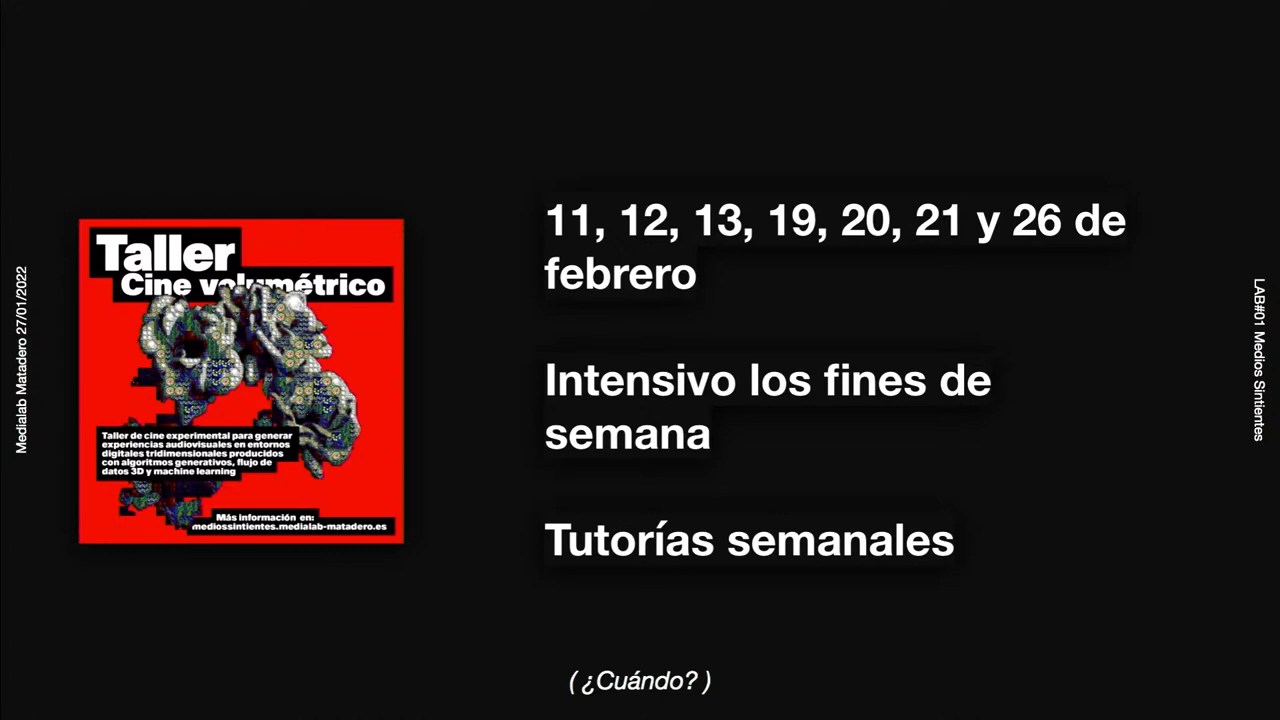 Medialab Matadero 27/01/2022
Taller
Cine volumétrico
Taller de cine experimental para generar
experiencias audiovisuales en entornos
digitales tridimensionales producidos
con algoritmos generativos, flujo de
datos 3D y machine learning
Más información en:
mediossintientes.medialab-matadero.es
11, 12, 13, 19, 20, 21 y 26 de
febrero
Intensivo los fines de
semana
Tutorías semanales
( ¿Cuándo? )
LAB#01 Medios Sintientes